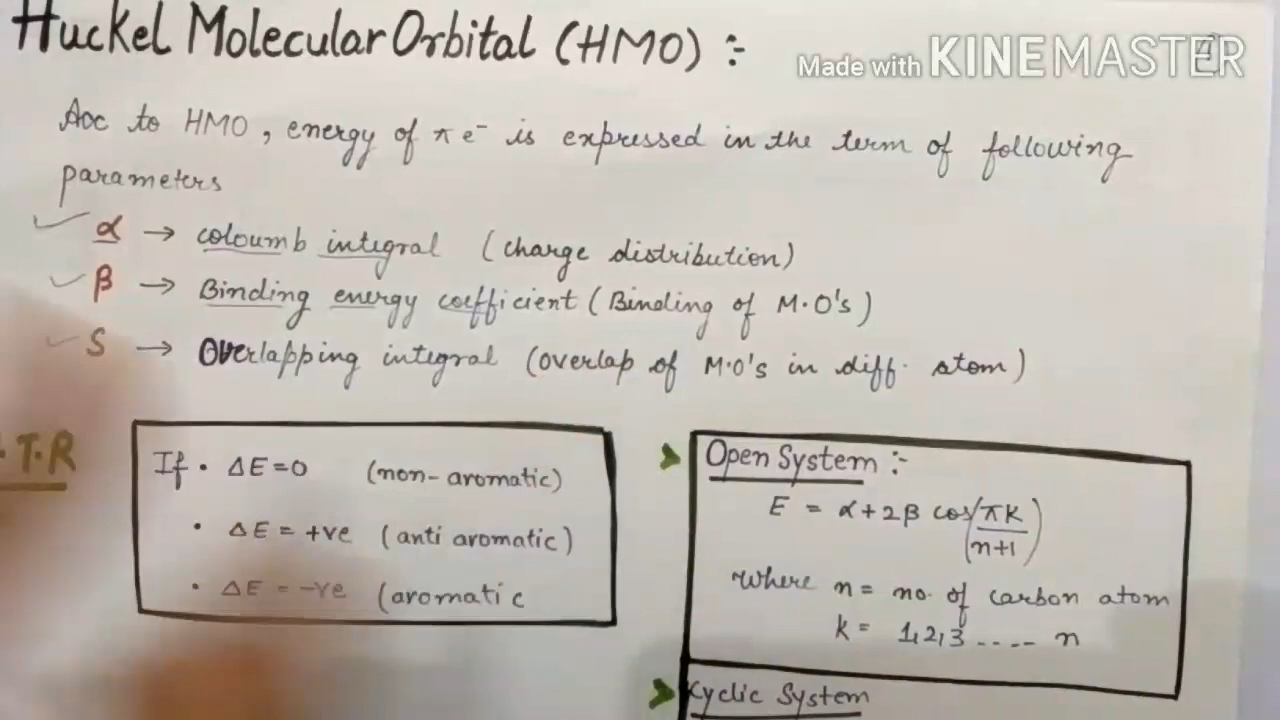 Huckel Molecular Orbital (HMO) :-
Made with KINEMASTER
Acc to HMO, energy of π e⁻ is expressed in the term of following
parameters
α → coloumb integral (charge distribution)
β → Binding energy coefficient (Binding of M.O's)
S → Overlapping integral (overlap of M.O's in diff. atom)
T.R
If • ΔE=0 (non-aromatic)
• ΔE = +ve (anti aromatic)
• ΔE = -ve (aromatic
Open System :-
E = α+2β cos(πk/n+1)
where n = no. of carbon atom
k = 1,2,3 ----- n
Cyclic System